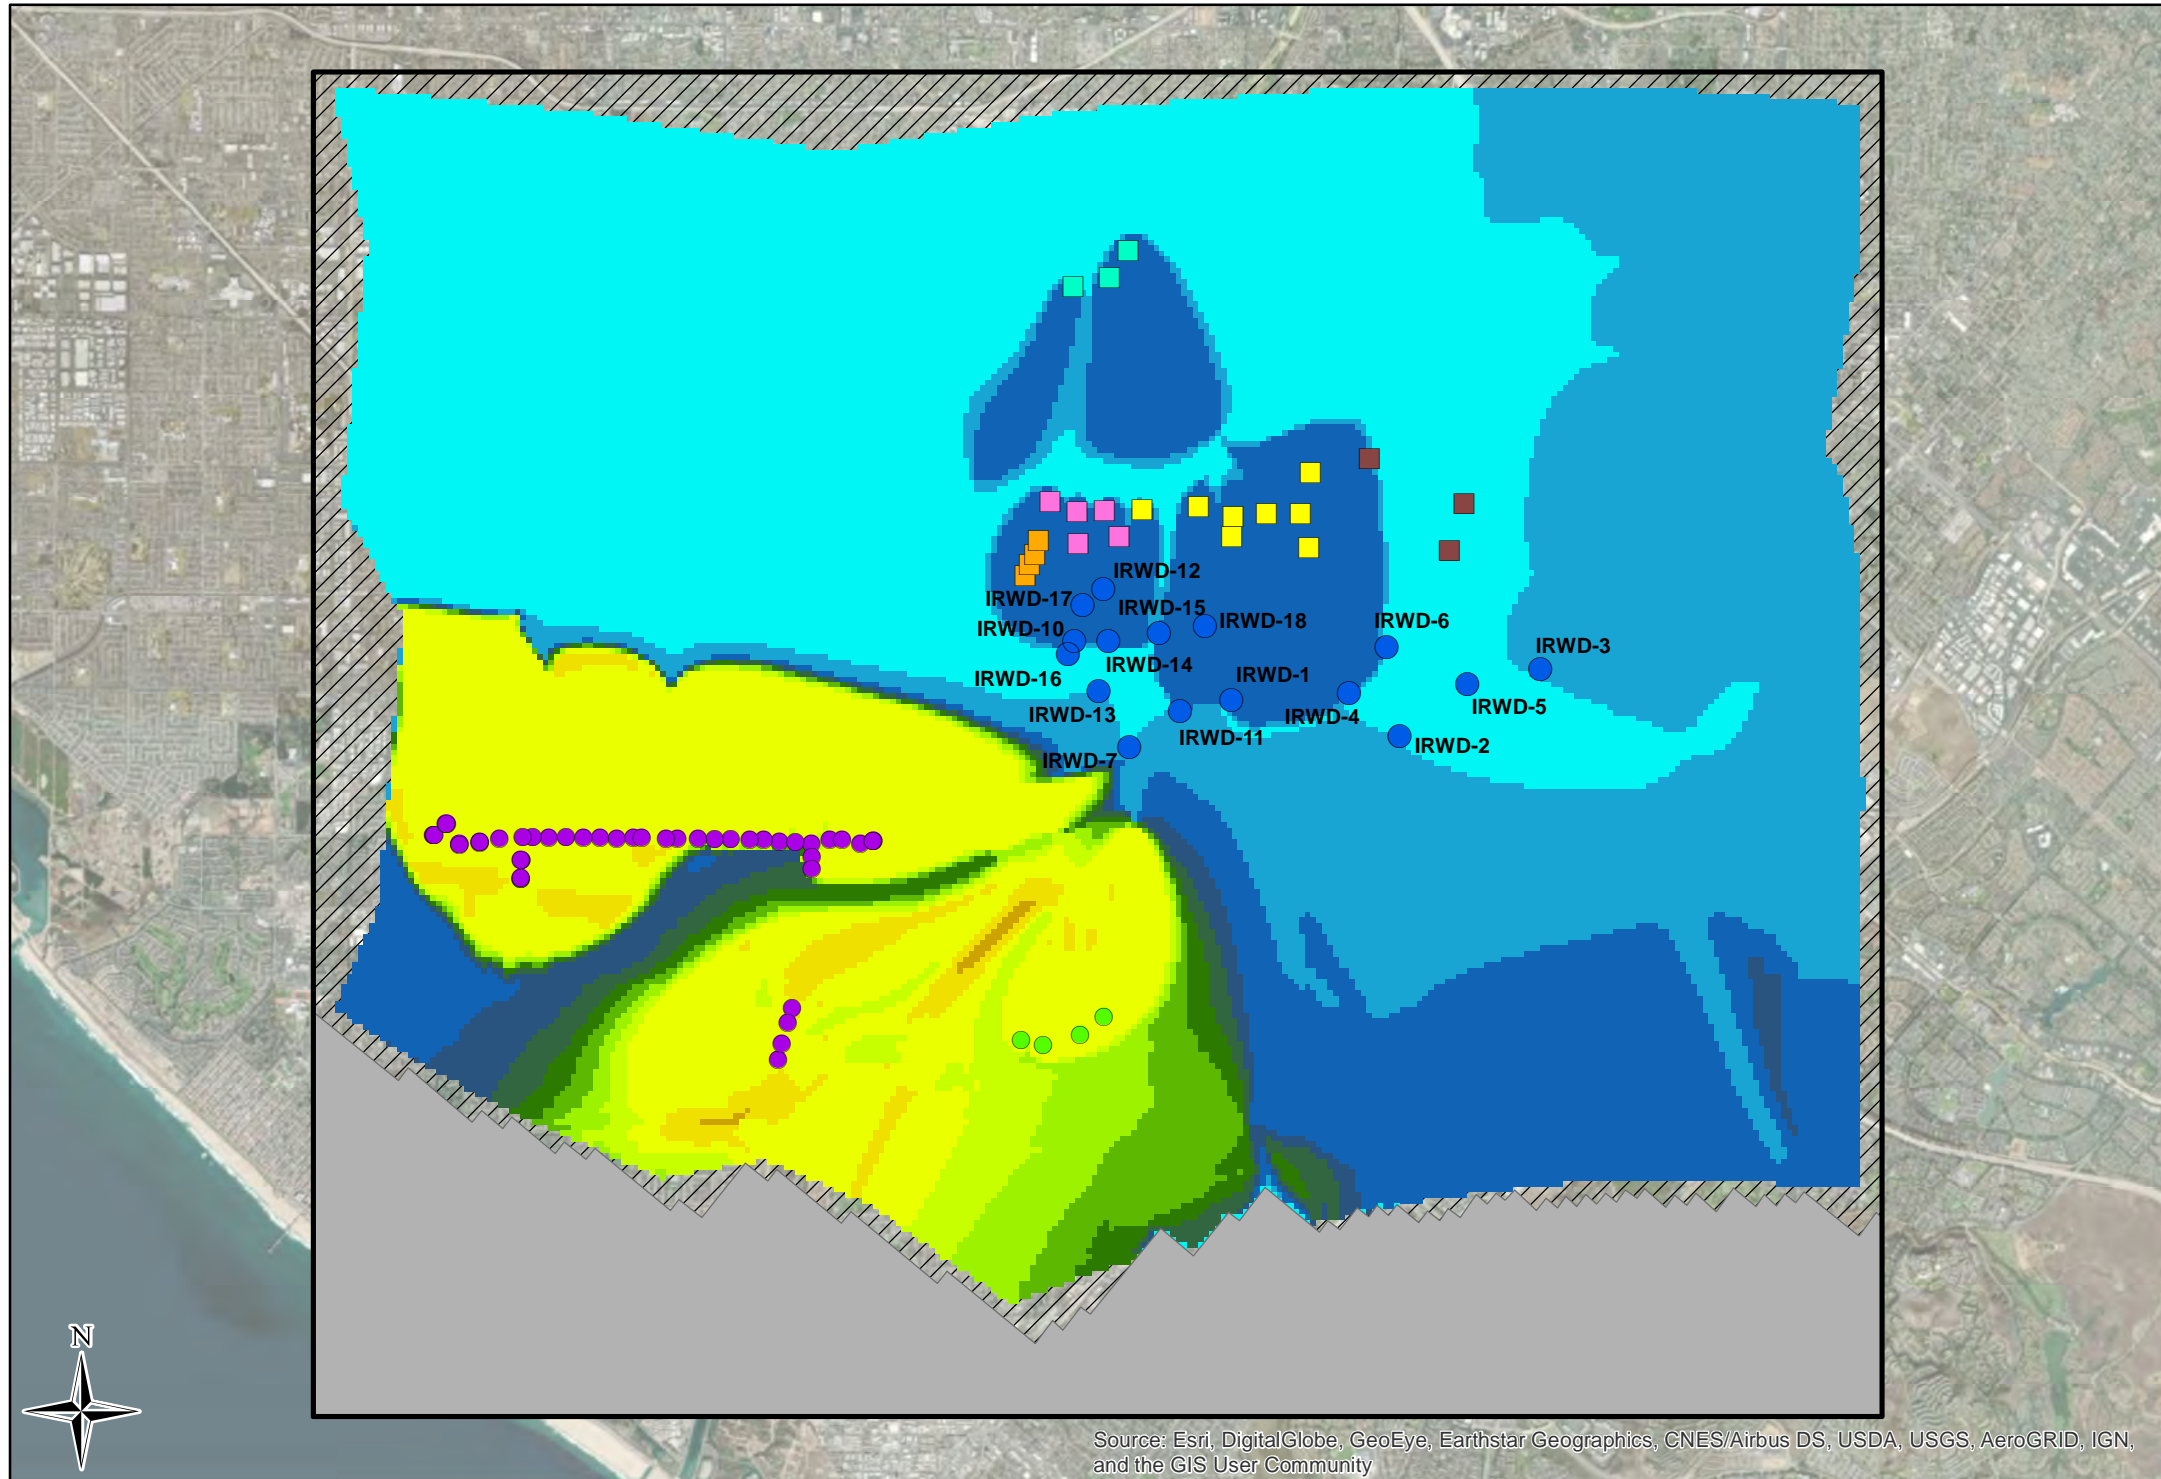 IRWD-12
IRWD-17
IRWD-15
IRWD-10
IRWD-18
IRWD-6
IRWD-3
IRWD-14
IRWD-16
IRWD-1
IRWD-5
IRWD-13
IRWD-4
IRWD-11
IRWD-2
IRWD-7
N
Source: Esri, DigitalGlobe, GeoEye, Earthstar Geographics, CNES/Airbus DS, USDA, USGS, AeroGRID, IGN,
and the GIS User Community